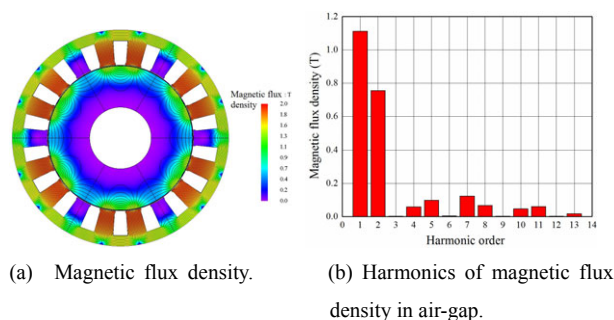 (a)
(b)
Magnetic flux : T
density
2.0
1.8
1.6
1.3
1.1
0.9
0.7
0.4
0.2
0.0
Magnetic flux density (T)
1.2
1.0
0.8
0.6
0.4
0.2
0.0
0 1 2 3 4 5 6 7 8 9 10 11 12 13 14
Harmonic order
(a) Magnetic flux density.
(b) Harmonics of magnetic flux
density in air-gap.